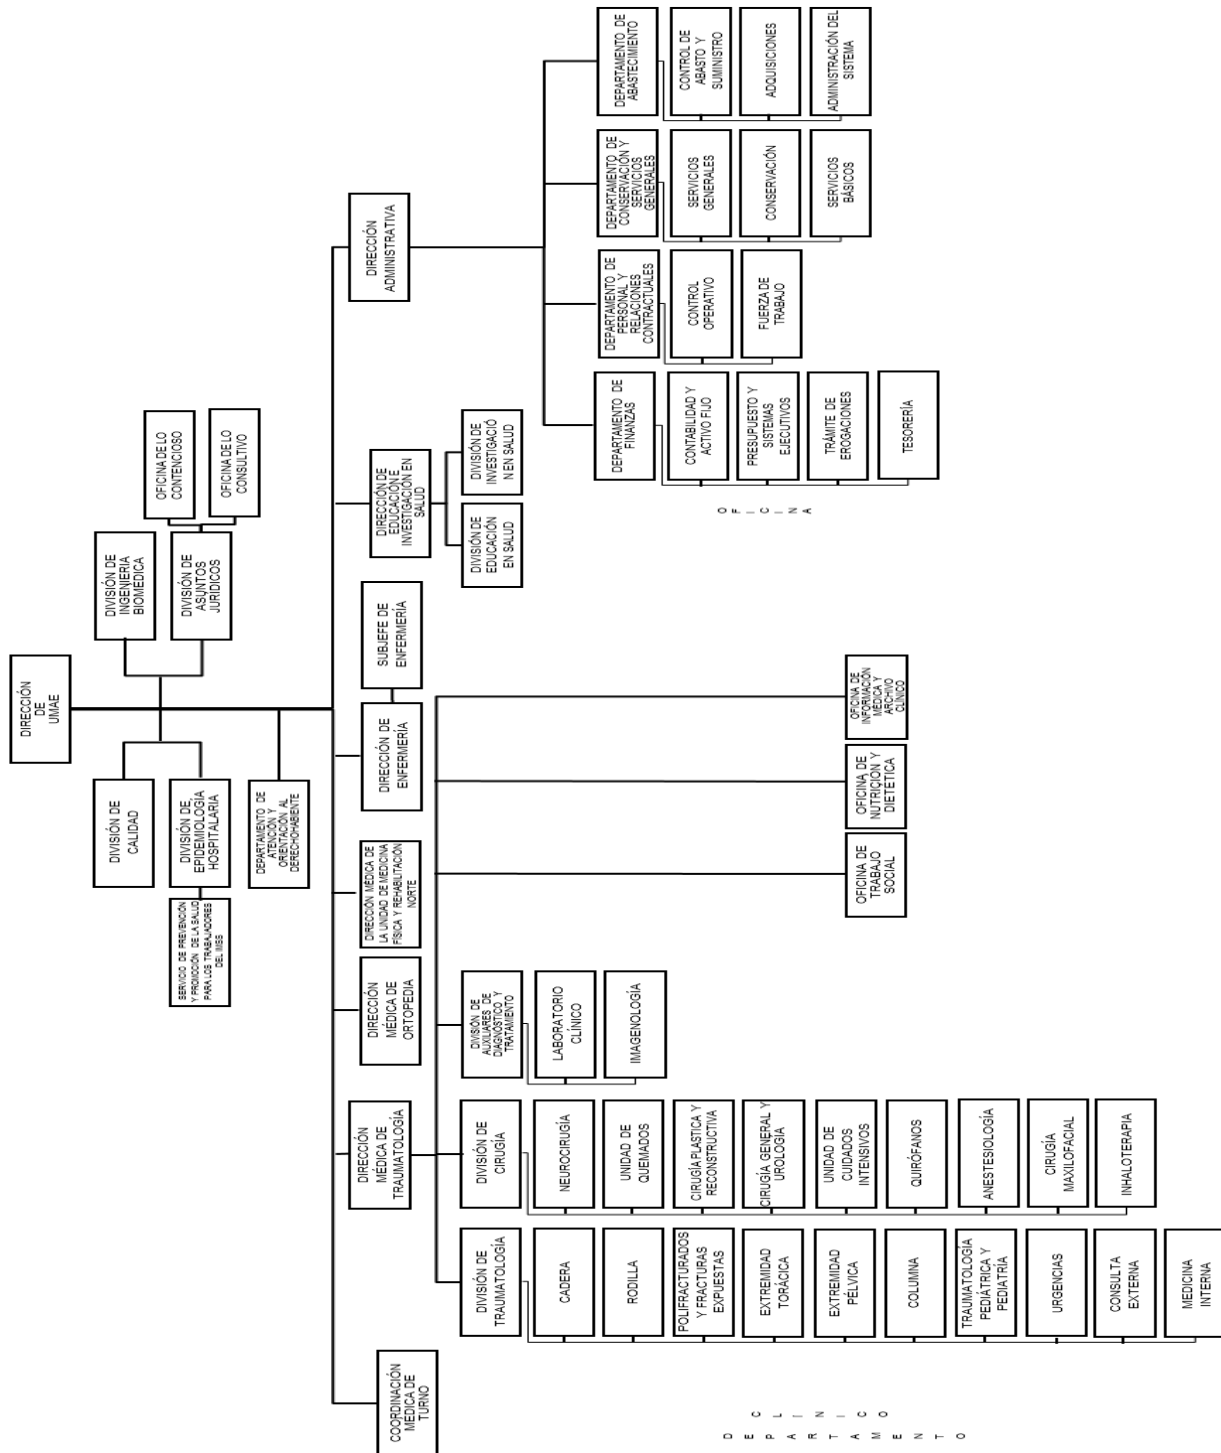 DIRECCIÓN
DE
UMAE
DIVISIÓN DE
CALIDAD
DIVISIÓN DE
INGENIERIA
BIOMEDICA
DIVISIÓN DE
EPIDEMIOLOGÍA
HOSPITALARIA
DIVISIÓN DE
ASUNTOS
JURIDICOS
OFICINA DE LO
CONTENCIOSO
OFICINA DE LO
CONSULTIVO
SERVICIO DE PREVENCIÓN
Y PROMOCIÓN DE LA SALUD
PARA LOS TRABAJADORES
DEL IMSS
DEPARTAMENTO DE
ATENCIÓN Y
ORIENTACIÓN AL
DERECHOHABIENTE
COORDINACIÓN
MÉDICA DE
TURNO
DIRECCIÓN
MÉDICA DE
TRAUMATOLOGÍA
DIRECCIÓN
MÉDICA DE
ORTOPEDIA
DIRECCIÓN MÉDICA DE
LA UNIDAD DE MEDICINA
FÍSICA Y REHABILITACIÓN
NORTE
DIRECCIÓN DE
ENFERMERÍA
SUBJEFE DE
ENFERMERÍA
DIRECCIÓN DE
EDUCACIÓN E
INVESTIGACIÓN EN
SALUD
DIRECCIÓN
ADMINISTRATIVA
DIVISIÓN DE
EDUCACIÓN
EN SALUD
DIVISIÓN DE
INVESTIGACIÓ
N EN SALUD
DIVISIÓN DE
TRAUMATOLOGÍA
CADERA
RODILLA
POLIFRACTURADOS
Y FRACTURAS
EXPUESTAS
EXTREMIDAD
TORÁCICA
EXTREMIDAD
PÉLVICA
COLUMNA
TRAUMATOLOGÍA
PEDIÁTRICA Y
PEDIATRÍA
URGENCIAS
CONSULTA
EXTERNA
MEDICINA
INTERNA
DIVISIÓN DE
CIRUGÍA
NEUROCIRUGÍA
UNIDAD DE
QUEMADOS
CIRUGÍA PLASTICA Y
RECONSTRUCTIVA
CIRUGÍA GENERAL Y
UROLOGIA
UNIDAD DE
CUIDADOS
INTENSIVOS
QUIRÓFANOS
ANESTESIOLOGÍA
CIRUGÍA
MAXILOFACIAL
INHALOTERAPIA
DIVISIÓN DE
AUXILIARES DE
DIAGNÓSTICO Y
TRATAMIENTO
LABORATORIO
CLÍNICO
IMAGENOLOGÍA
OFICINA DE
TRABAJO
SOCIAL
OFICINA DE
NUTRICION Y
DIETÉTICA
OFICINA DE
INFORMACIÓN
MÉDICA Y
ARCHIVO
CLÍNICO
DEPARTAMENTO DE
FINANZAS
CONTABILIDAD Y
ACTIVO FIJO
PRESUPUESTO Y
SISTEMAS
EJECUTIVOS
TRÁMITE DE
EROGACIONES
TESORERÍA
DEPARTAMENTO DE
PERSONAL Y
RELACIONES
CONTRACTUALES
CONTROL
OPERATIVO
FUERZA DE
TRABAJO
DEPARTAMENTO DE
CONSERVACIÓN Y
SERVICIOS
GENERALES
SERVICIOS
GENERALES
CONSERVACIÓN
SERVICIOS
BÁSICOS
DEPARTAMENTO DE
ABASTECIMIENTO
CONTROL DE
ABASTO Y
SUMINISTRO
ADQUISICIONES
ADMINISTRACIÓN DEL
SISTEMA
OFICINA
DEPARTAMENTO
CLÍNICO